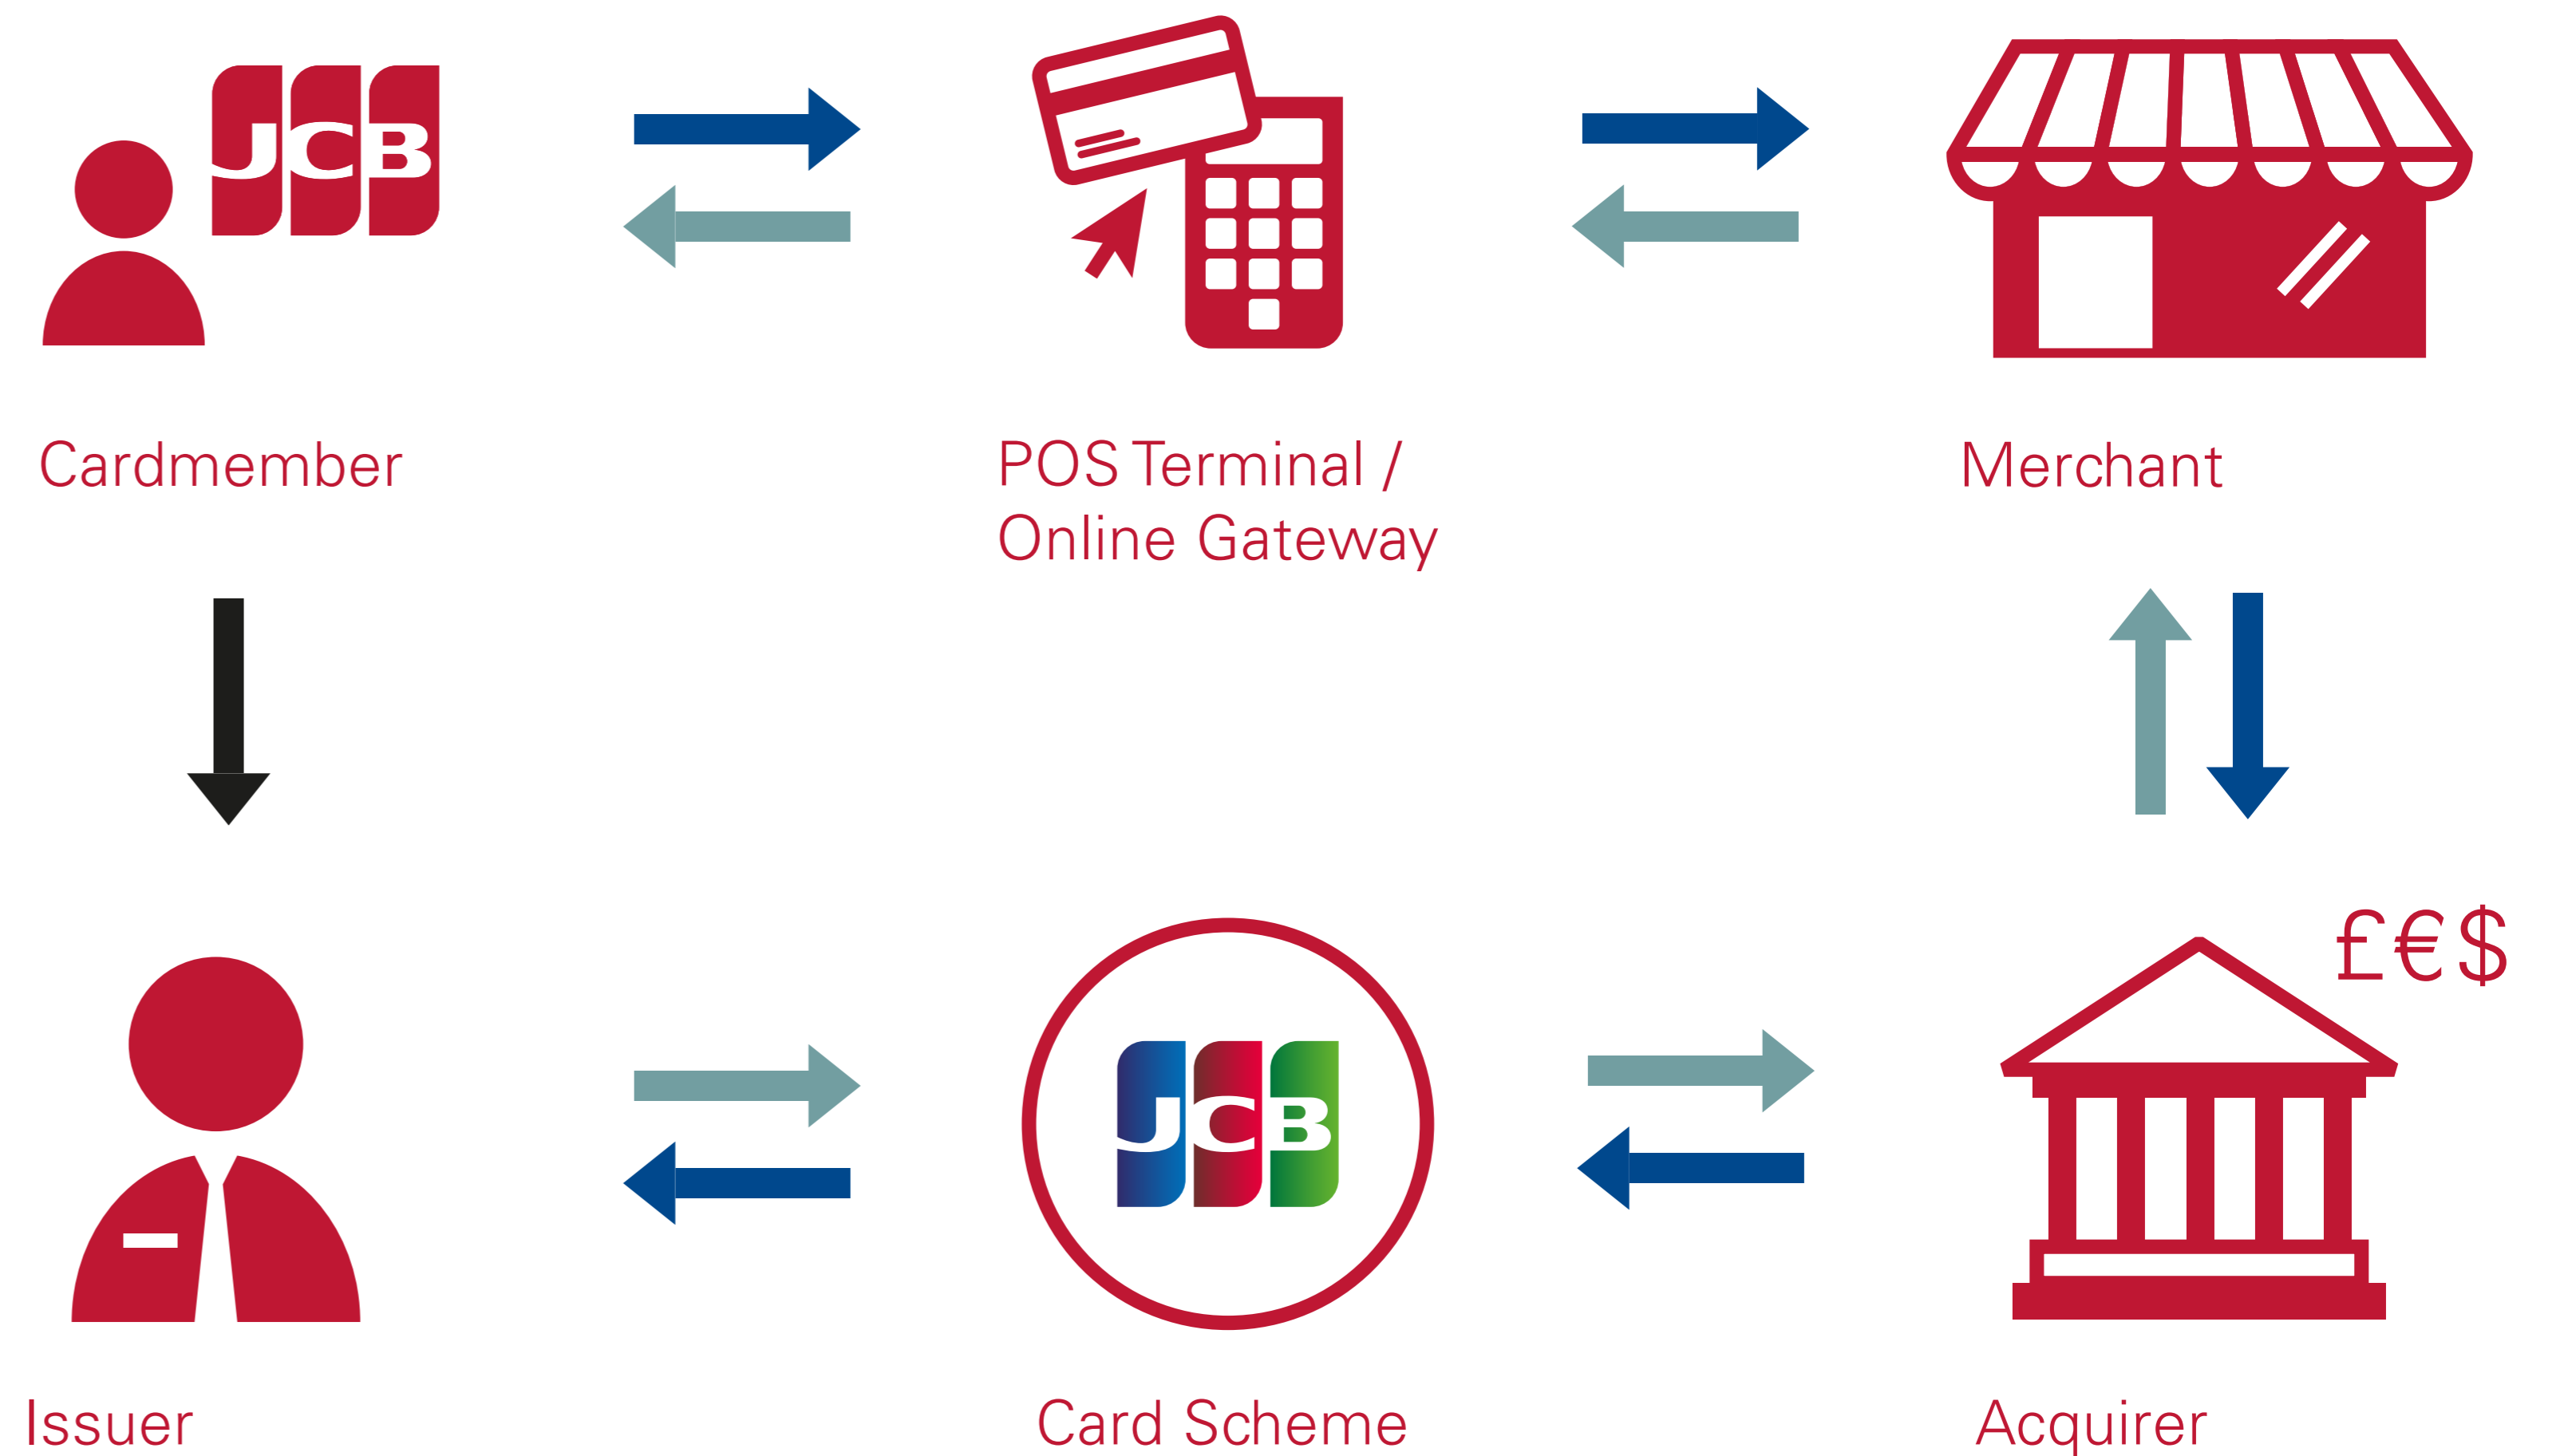 JCB
Cardmember
POS Terminal /
Online Gateway
Merchant
£€$
JCB
Issuer
Card Scheme
Acquirer